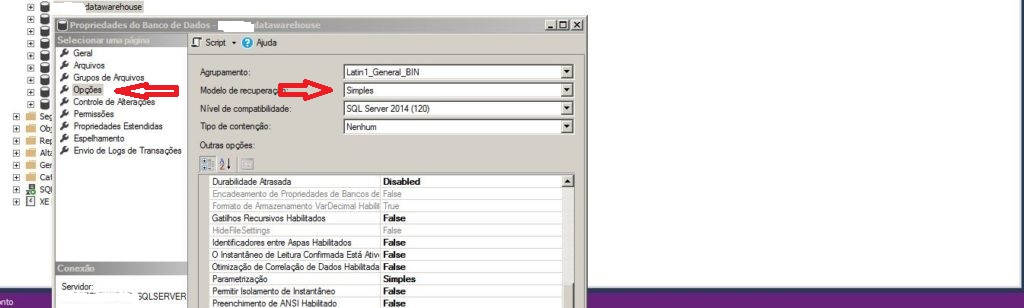 datawarehouse
Propriedades do Banco de Dados - datawarehouse
Selecionar uma página
Geral
Arquivos
Grupos de Arquivos
Opções
Controle de Alterações
Permissões
Propriedades Estendidas
Espelhamento
Envio de Logs de Transações
Script
Ajuda
Agrupamento: Latin1_General_BIN
Modelo de recuperação: Simples
Nível de compatibilidade: SQL Server 2014 (120)
Tipo de contenção: Nenhum
Outras opções:
Durabilidade Atrasada Disabled
Encadeamento de Propriedades de Bancos de False
Formato de Armazenamento VarDecimal Habili True
Gatilhos Recursivos Habilitados False
HideFileSettings False
Identificadores entre Aspas Habilitados False
O Instantâneo de Leitura Confirmada Está Ativ False
Otimização de Correlação de Dados Habilitada False
Parametrização Simples
Permitir Isolamento de Instantâneo False
Preenchimento de ANSI Habilitado False
Conexão
Servidor:
SQLSERVER
Seg
Obj
Rep
Alta
Ger
Cat
SQL
XE
onto